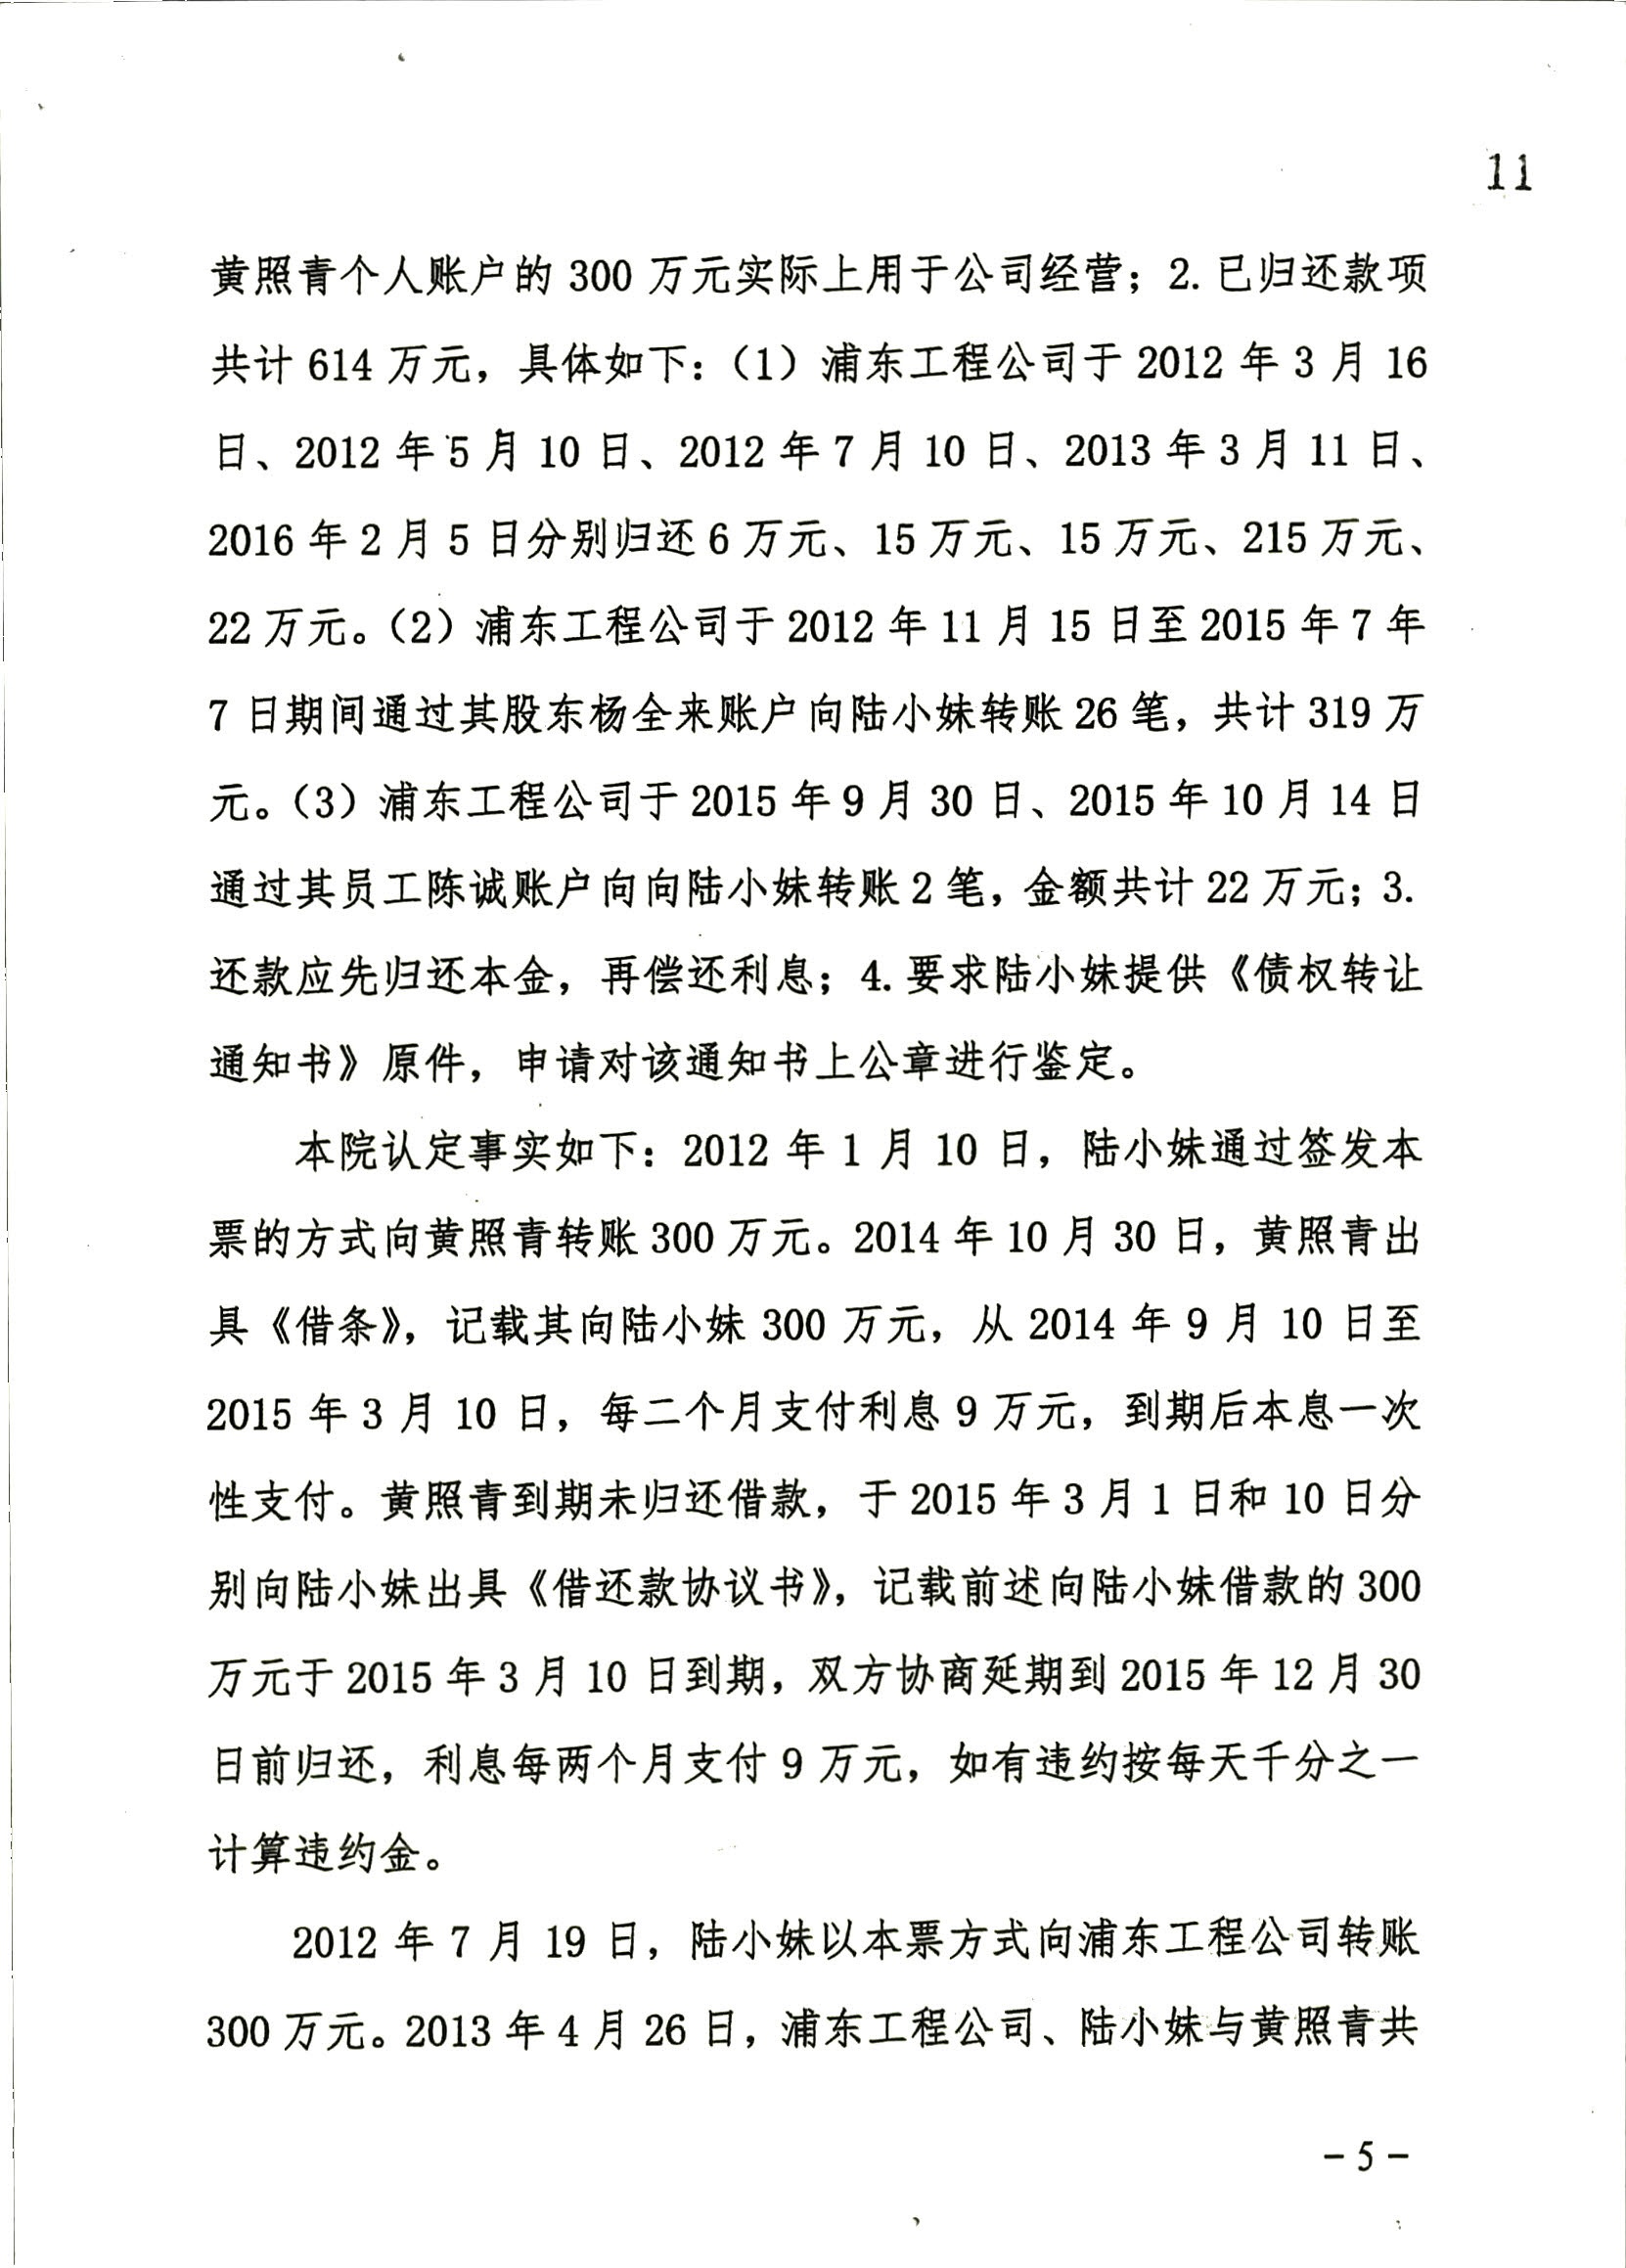 11
黄照青个人账户的 300 万元实际上用于公司经营；2.已归还款项
共计 614 万元，具体如下：（1）浦东工程公司于 2012 年 3 月 16
日、2012 年 5 月 10 日、2012 年 7 月 10 日、2013 年 3 月 11 日、
2016 年 2 月 5 日分别归还 6 万元、15 万元、15 万元、215 万元、
22 万元。（2）浦东工程公司于 2012 年 11 月 15 日至 2015 年 7 年
7 日期间通过其股东杨全来账户向陆小妹转账 26 笔，共计 319 万
元。（3）浦东工程公司于 2015 年 9 月 30 日、2015 年 10 月 14 日
通过其员工陈诚账户向向陆小妹转账 2 笔，金额共计 22 万元；3.
还款应先归还本金，再偿还利息；4.要求陆小妹提供《债权转让
通知书》原件，申请对该通知书上公章进行鉴定。
本院认定事实如下：2012 年 1 月 10 日，陆小妹通过签发本
票的方式向黄照青转账 300 万元。2014 年 10 月 30 日，黄照青出
具《借条》，记载其向陆小妹 300 万元，从 2014 年 9 月 10 日至
2015 年 3 月 10 日，每二个月支付利息 9 万元，到期后本息一次
性支付。黄照青到期未归还借款，于 2015 年 3 月 1 日和 10 日分
别向陆小妹出具《借还款协议书》，记载前述向陆小妹借款的 300
万元于 2015 年 3 月 10 日到期，双方协商延期到 2015 年 12 月 30
日前归还，利息每两个月支付 9 万元，如有违约按每天千分之一
计算违约金。
2012 年 7 月 19 日，陆小妹以本票方式向浦东工程公司转账
300 万元。2013 年 4 月 26 日，浦东工程公司、陆小妹与黄照青共
－5－